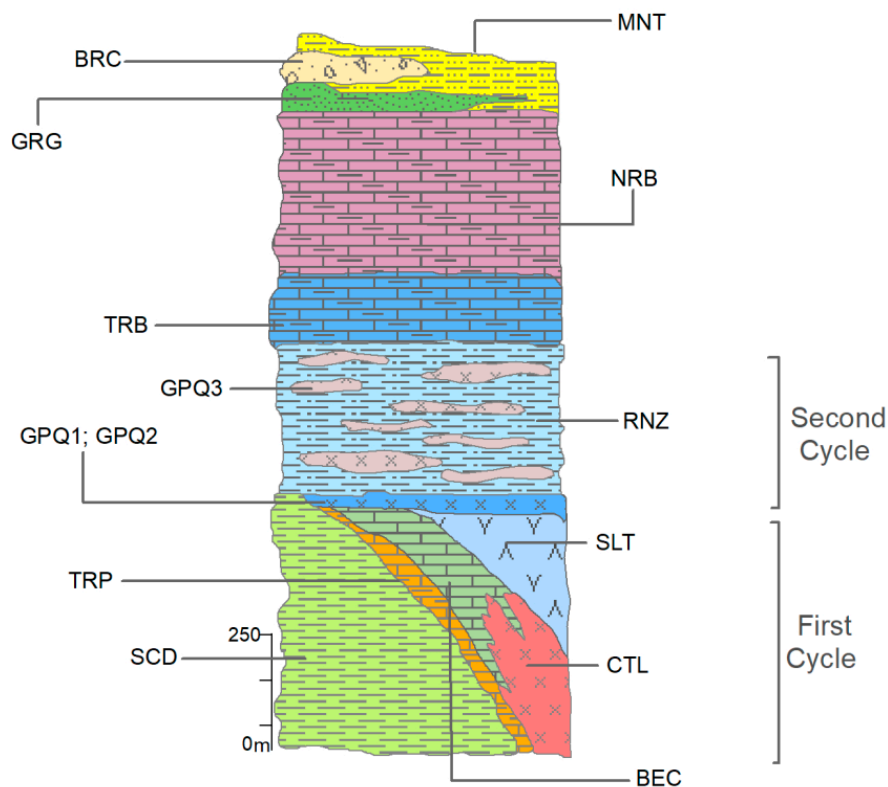 MNT
BRC
GRG
NRB
TRB
GPQ3
RNZ
Second
Cycle
GPQ1; GPQ2
SLT
TRP
250
First
Cycle
SCD
CTL
0m
BEC